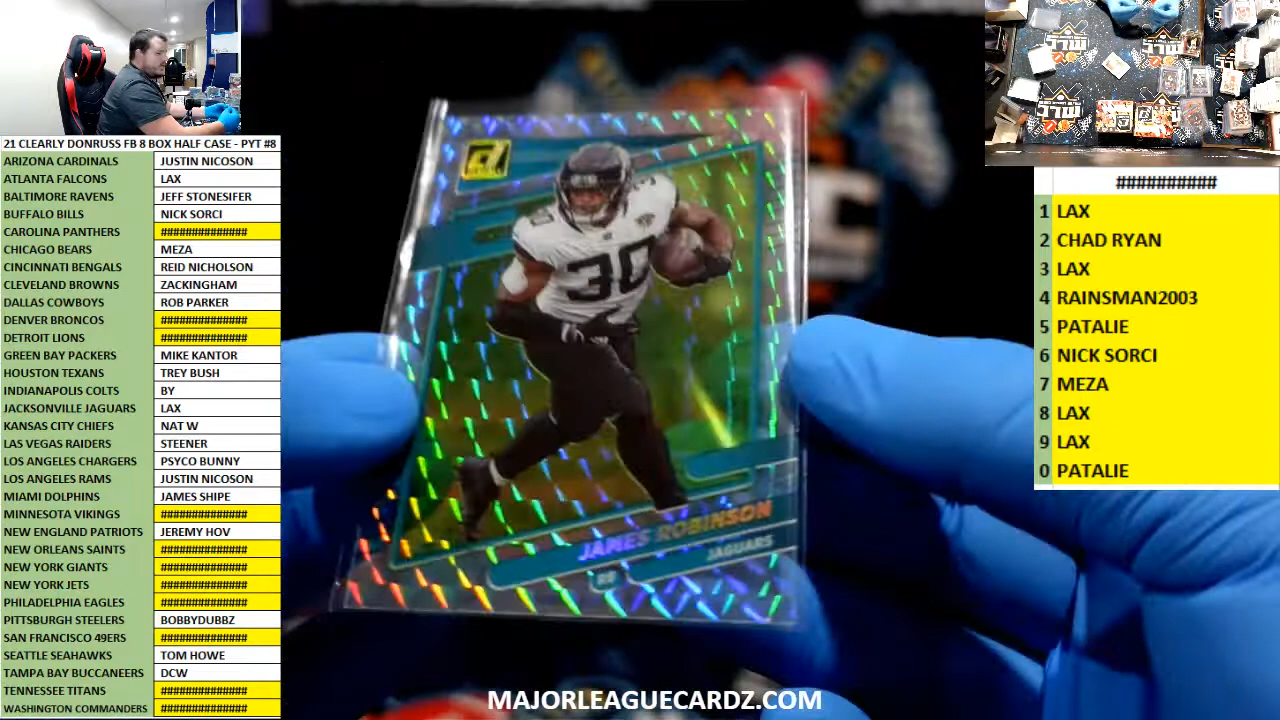 21 CLEARLY DONRUSS FB 8 BOX HALF CASE - PYT #8
ARIZONA CARDINALS JUSTIN NICOSON
ATLANTA FALCONS LAX
BALTIMORE RAVENS JEFF STONESIFER
BUFFALO BILLS NICK SORCI
CAROLINA PANTHERS ##############
CHICAGO BEARS MEZA
CINCINNATI BENGALS REID NICHOLSON
CLEVELAND BROWNS ZACKINGHAM
DALLAS COWBOYS ROB PARKER
DENVER BRONCOS ##############
DETROIT LIONS ##############
GREEN BAY PACKERS MIKE KANTOR
HOUSTON TEXANS TREY BUSH
INDIANAPOLIS COLTS BY
JACKSONVILLE JAGUARS LAX
KANSAS CITY CHIEFS NAT W
LAS VEGAS RAIDERS STEENER
LOS ANGELES CHARGERS PSYCO BUNNY
LOS ANGELES RAMS JUSTIN NICOSON
MIAMI DOLPHINS JAMES SHIPE
MINNESOTA VIKINGS ##############
NEW ENGLAND PATRIOTS JEREMY HOV
NEW ORLEANS SAINTS ##############
NEW YORK GIANTS ##############
NEW YORK JETS ##############
PHILADELPHIA EAGLES ##############
PITTSBURGH STEELERS BOBBYDUBBZ
SAN FRANCISCO 49ERS ##############
SEATTLE SEAHAWKS TOM HOWE
TAMPA BAY BUCCANEERS DCW
TENNESSEE TITANS ##############
WASHINGTON COMMANDERS ##############
30
30
JAMES ROBINSON
JAGUARS
RB
MAJORLEAGUECARDZ.COM
##########
1 LAX
2 CHAD RYAN
3 LAX
4 RAINSMAN2003
5 PATALIE
6 NICK SORCI
7 MEZA
8 LAX
9 LAX
0 PATALIE